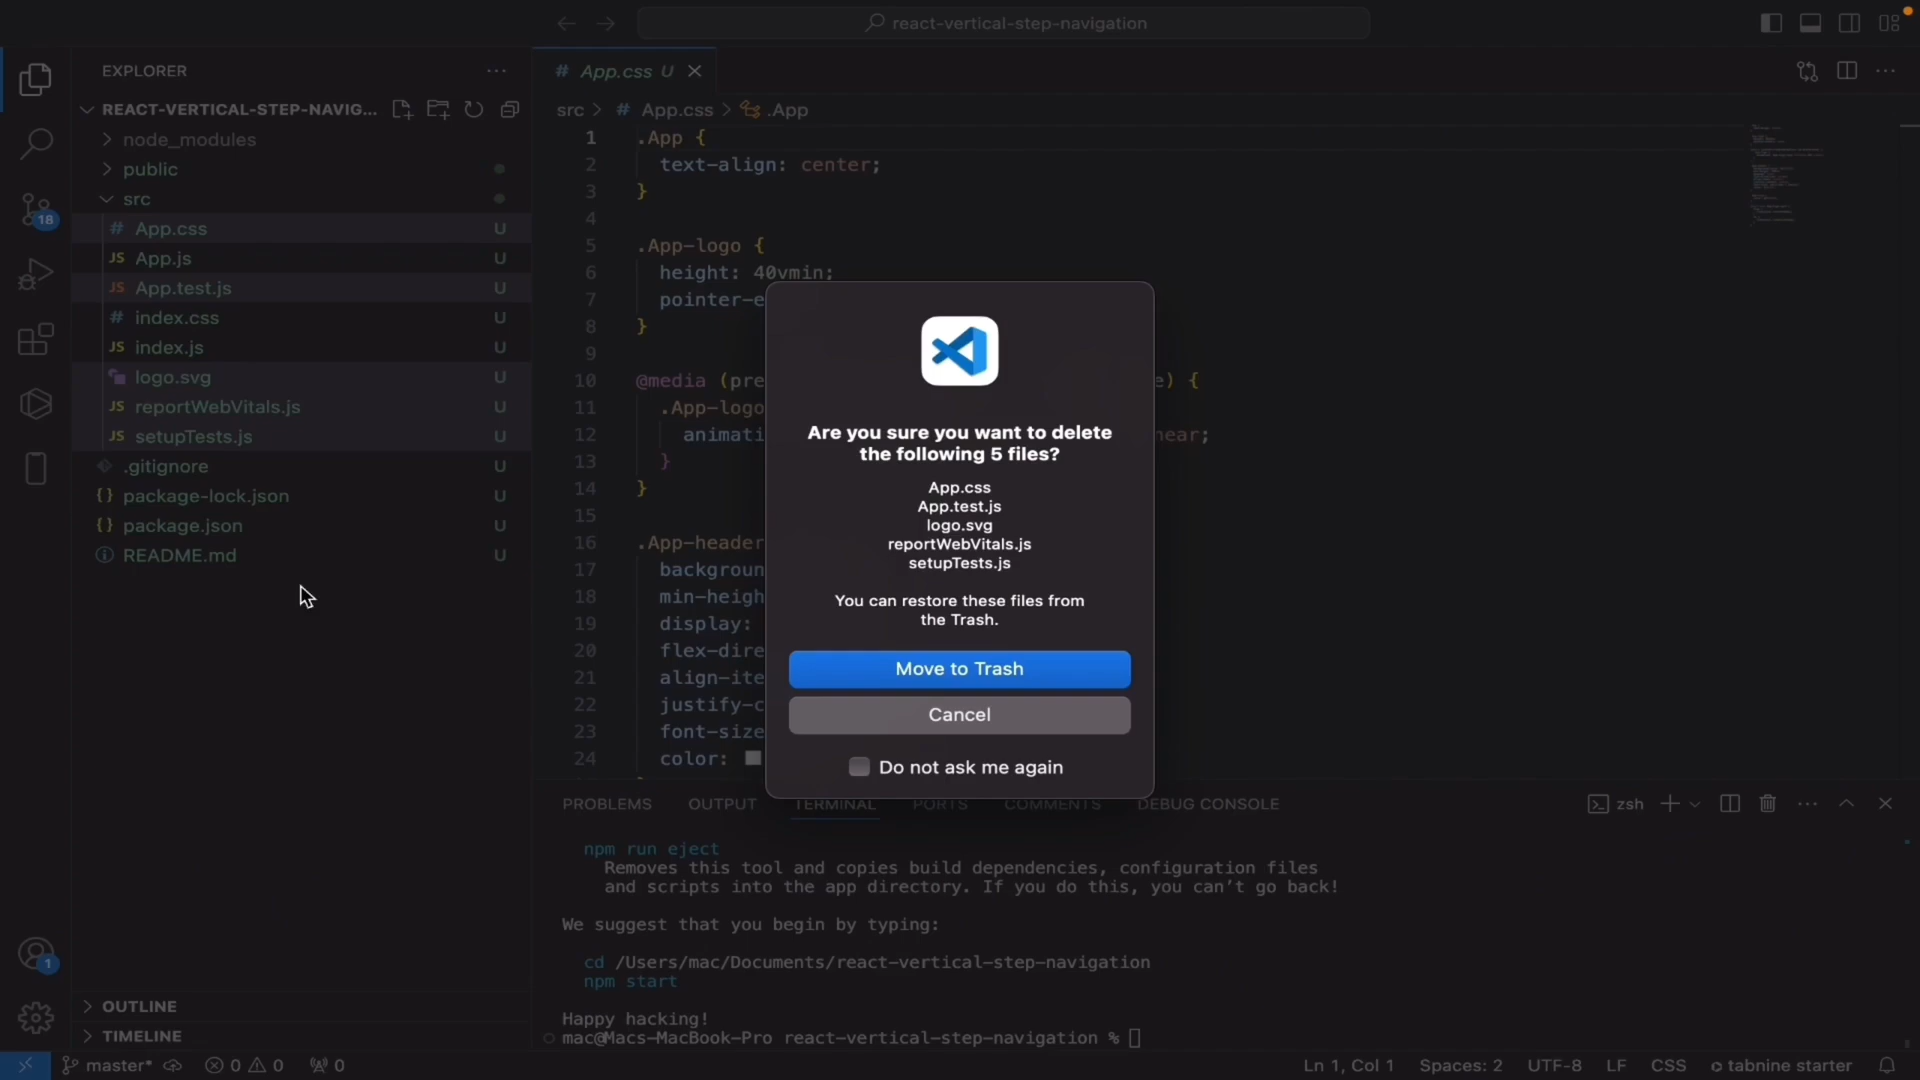 react-vertical-step-navigation
EXPLORER
REACT-VERTICAL-STEP-NAVIG...
node_modules
public
src
# App.css U
JS App.js U
JS App.test.js U
# index.css U
JS index.js U
logo.svg U
JS reportWebVitals.js U
JS setupTests.js U
.gitignore U
{} package-lock.json U
{} package.json U
README.md U
OUTLINE
TIMELINE
18
1
# App.css U
src > # App.css > .App
1 .App {
2 text-align: center;
3 }
4
5 .App-logo {
6 height: 40vmin;
7 pointer-e
8 }
9
10 @media (pre e) {
11 .App-logo
12 animati near;
13 }
14 }
15
16 .App-header
17 backgroun
18 min-heigh
19 display:
20 flex-dire
21 align-ite
22 justify-c
23 font-size
24 color:
Are you sure you want to delete
the following 5 files?
App.css
App.test.js
logo.svg
reportWebVitals.js
setupTests.js
You can restore these files from
the Trash.
Move to Trash
Cancel
Do not ask me again
PROBLEMS OUTPUT TERMINAL PORTS COMMENTS DEBUG CONSOLE
zsh
npm run eject
Removes this tool and copies build dependencies, configuration files
and scripts into the app directory. If you do this, you can’t go back!
We suggest that you begin by typing:
cd /Users/mac/Documents/react-vertical-step-navigation
npm start
Happy hacking!
mac@Macs-MacBook-Pro react-vertical-step-navigation %
master* 0 0 0
Ln 1, Col 1 Spaces: 2 UTF-8 LF CSS tabnine starter